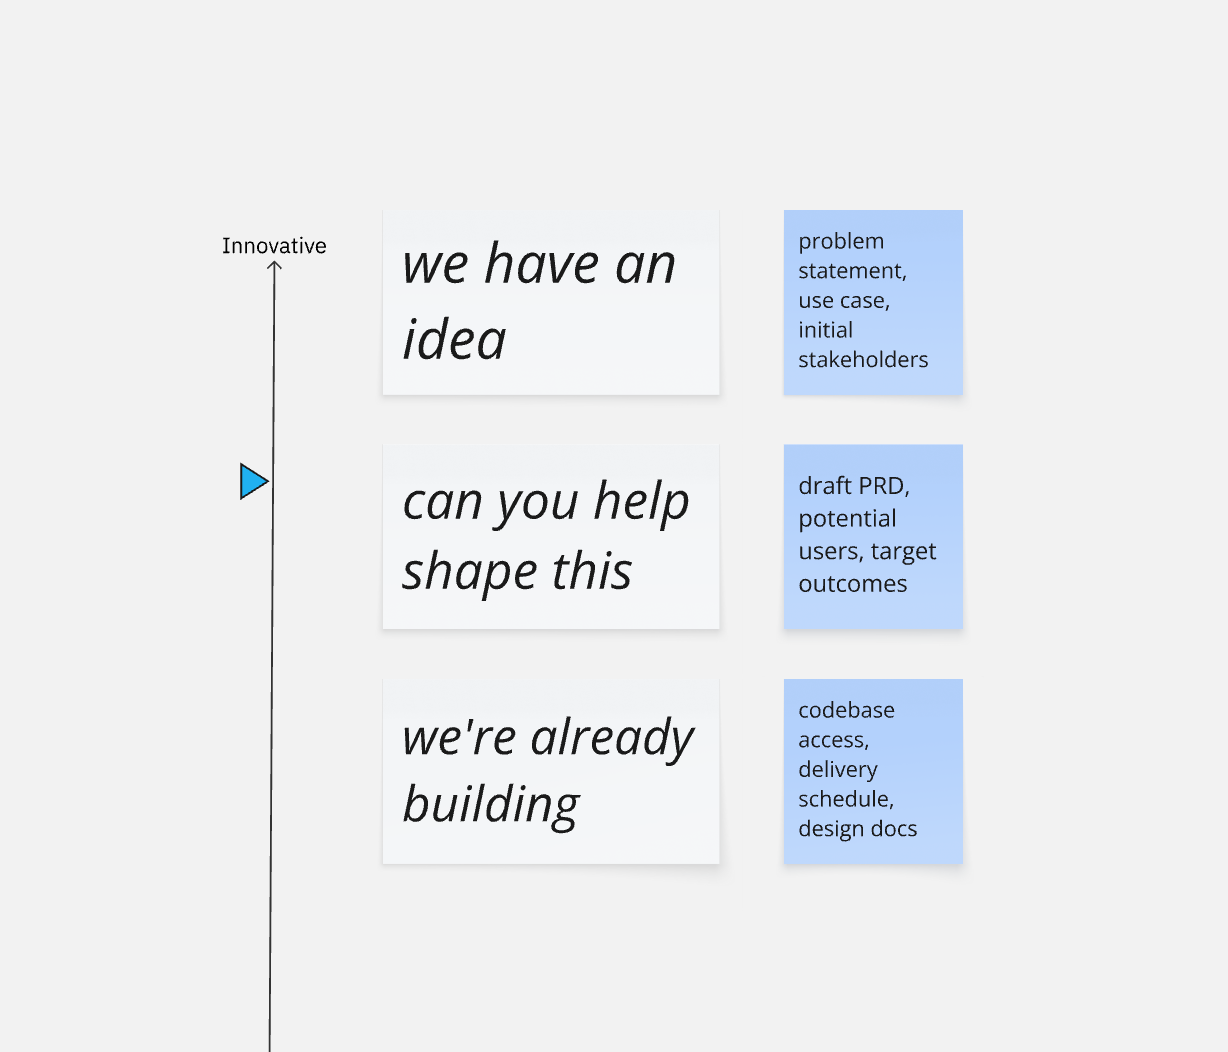 Innovative
we have an
idea
problem
statement,
use case,
initial
stakeholders
can you help
shape this
draft PRD,
potential
users, target
outcomes
we're already
building
codebase
access,
delivery
schedule,
design docs